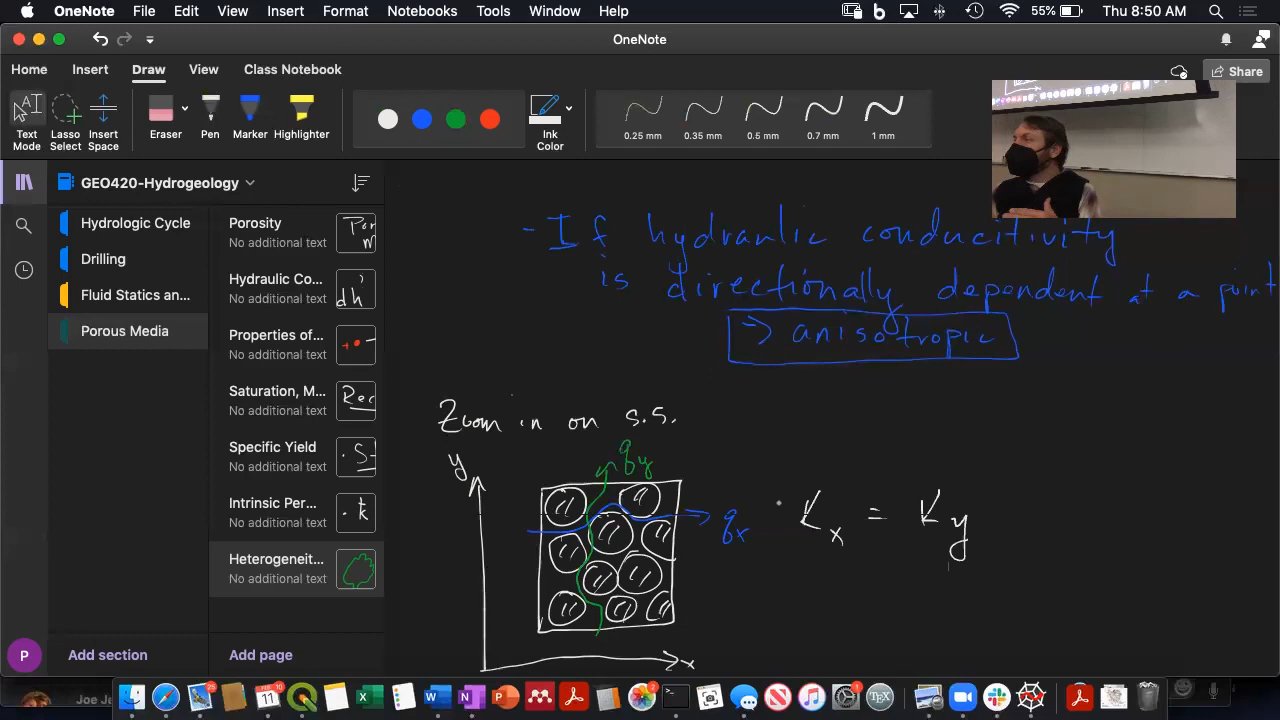 OneNote File Edit View Insert Format Notebooks Tools Window Help 55% Thu 8:50 AM
OneNote
Home Insert Draw View Class Notebook Share
Text Mode
Lasso Select
Insert Space
Eraser
Pen
Marker
Highlighter
Ink Color
0.25 mm
0.35 mm
0.5 mm
0.7 mm
1 mm
GEO420-Hydrogeology
Hydrologic Cycle
Drilling
Fluid Statics an...
Porous Media
Porosity
No additional text
Hydraulic Co...
No additional text
dh
Properties of...
No additional text
Saturation, M...
No additional text
Rec
Specific Yield
No additional text
Intrinsic Per...
No additional text
·k
Heterogeneit...
No additional text
P
Add section
Add page
- If hydraulic conducitivity
is directionally dependent at a point
→ anisotropic
Zoom in on s.s.
y
qy
qx
x
· Kx = Ky
Joe Je